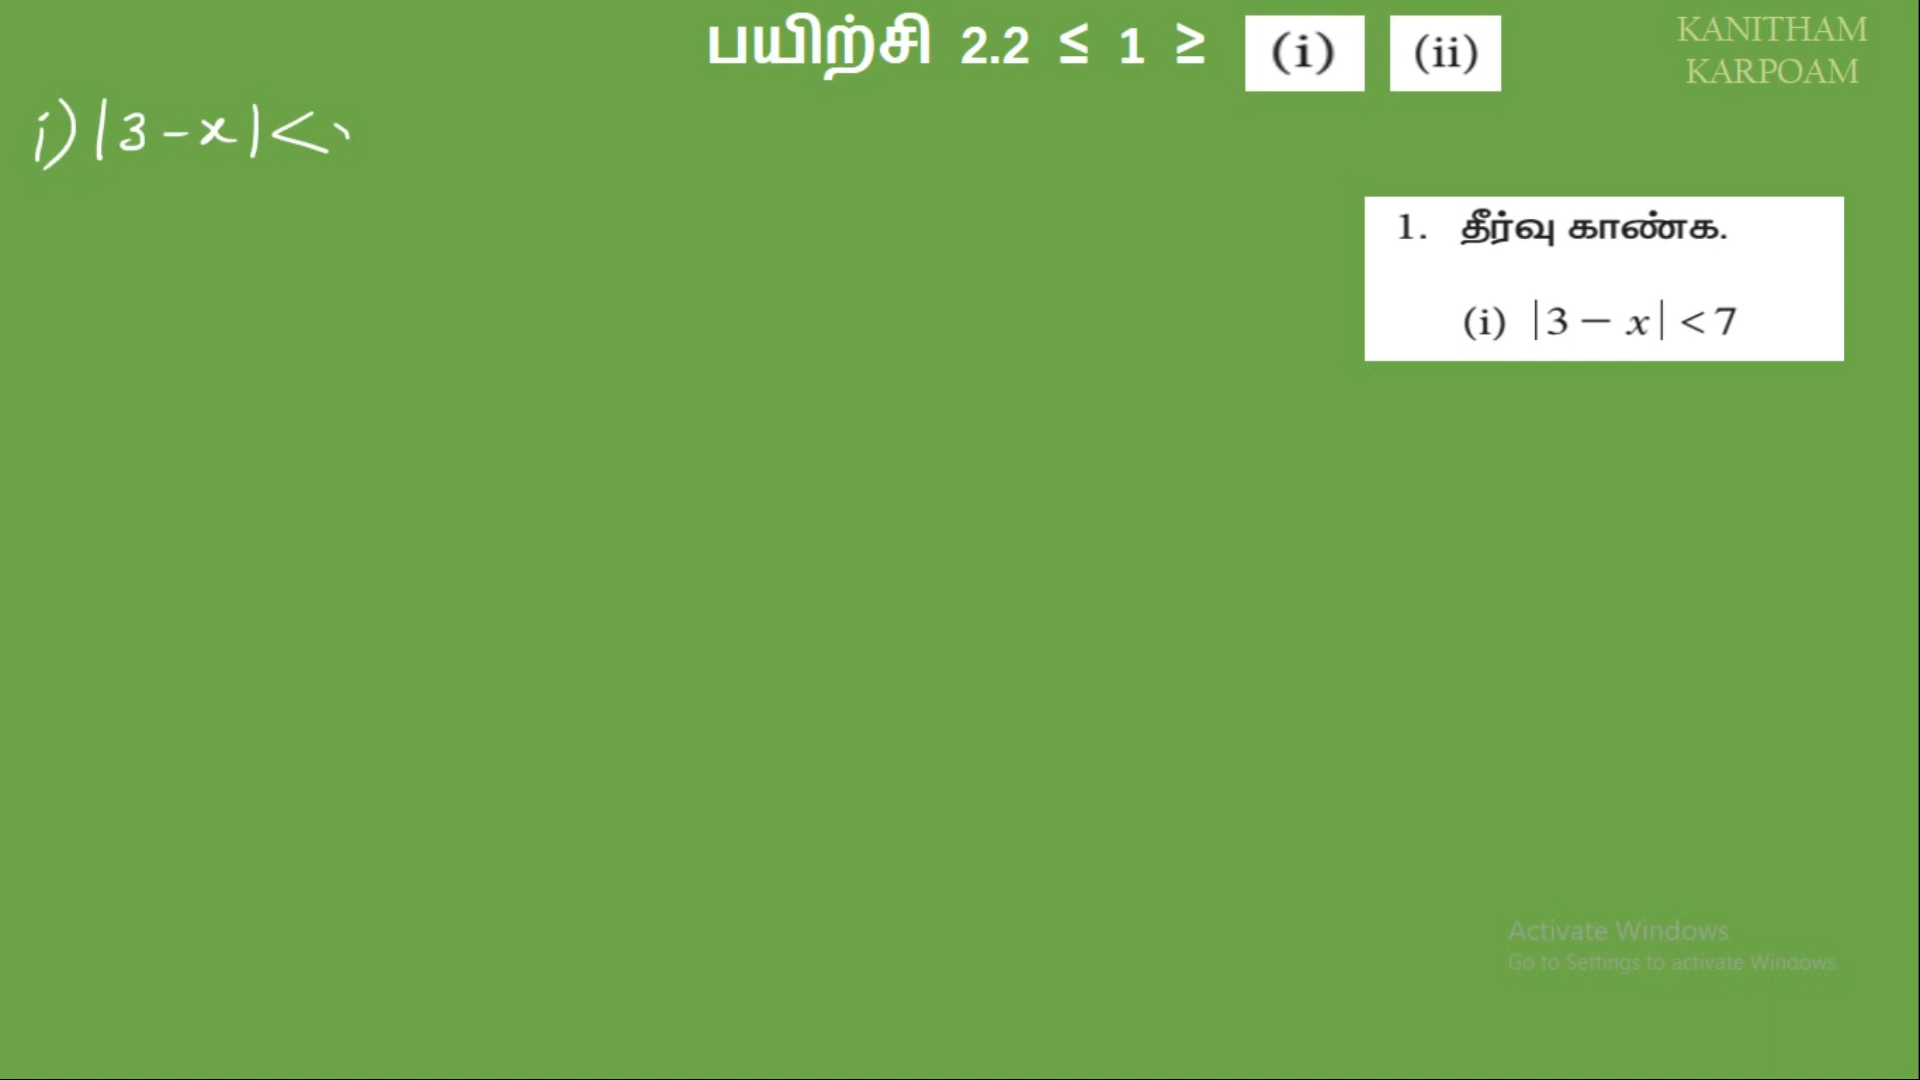 பயிற்சி 2.2 ≤ 1 ≥ (i) (ii)
KANITHAM
KARPOAM
i) |3-x| <
1. தீர்வு காண்க.
(i) |3 − x| < 7
Activate Windows
Go to Settings to activate Windows.